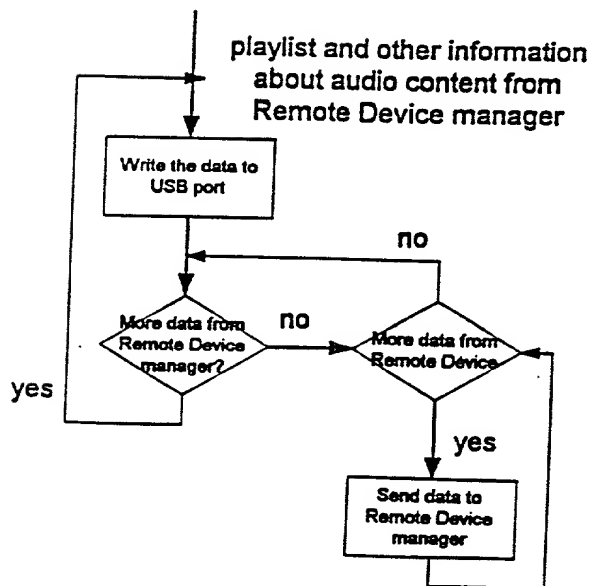 playlist and other information
about audio content from
Remote Device manager
Write the data to
USB port
no
More data from
Remote Device
manager?
no
More data from
Remote Device
yes
yes
Send data to
Remote Device
manager